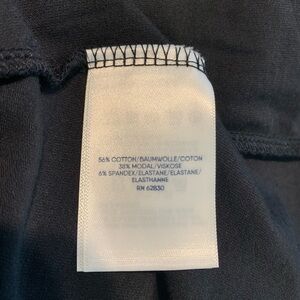 56% COTTON/BAUMWOLLE/COTON
38% MODAL/VISKOSE
6% SPANDEX/ELASTANE/ELASTANE/
ELASTHANNE
RN 62830